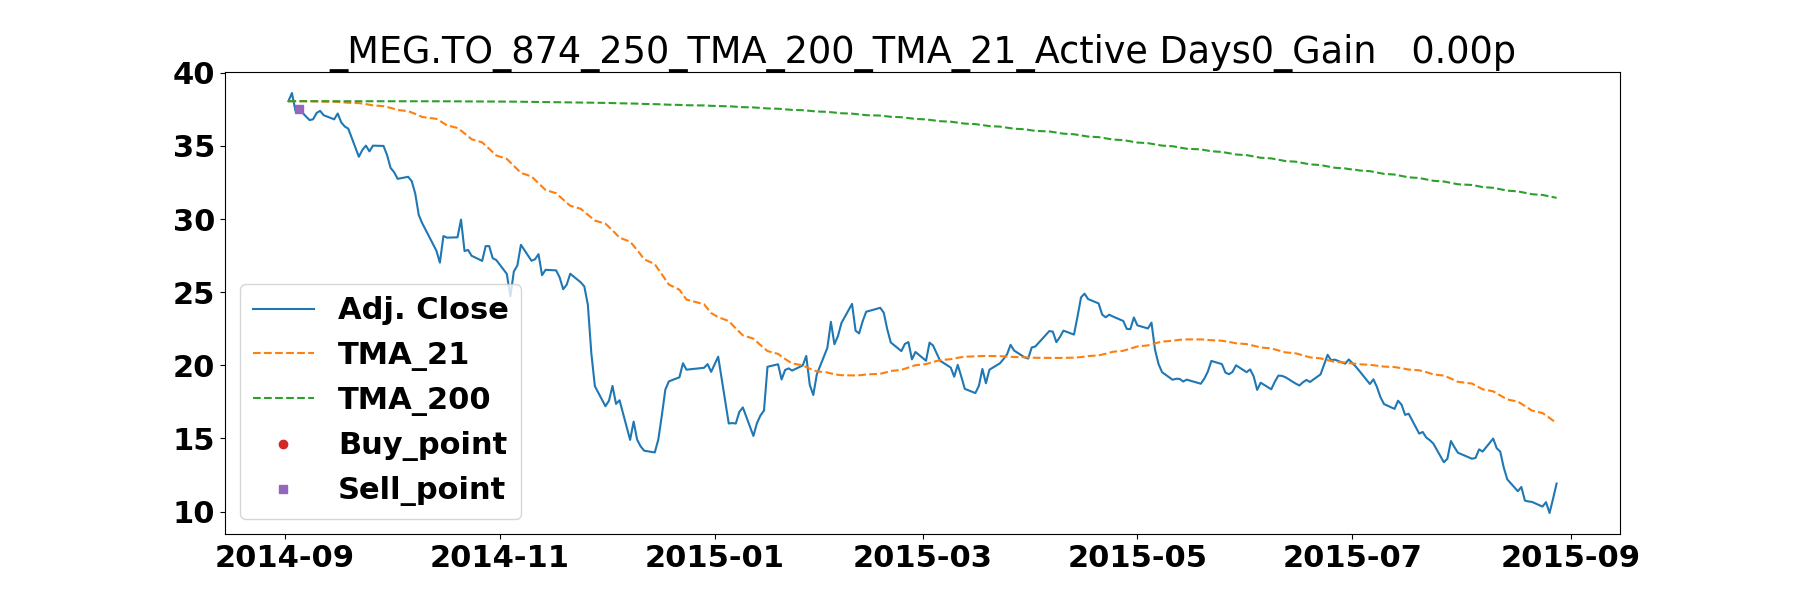 _MEG.TO_874_250_TMA_200_TMA_21_Active Days0_Gain   0.00p
40
35
30
25
20
15
10
Adj. Close
TMA_21
TMA_200
Buy_point
Sell_point
2014-09 2014-11 2015-01 2015-03 2015-05 2015-07 2015-09